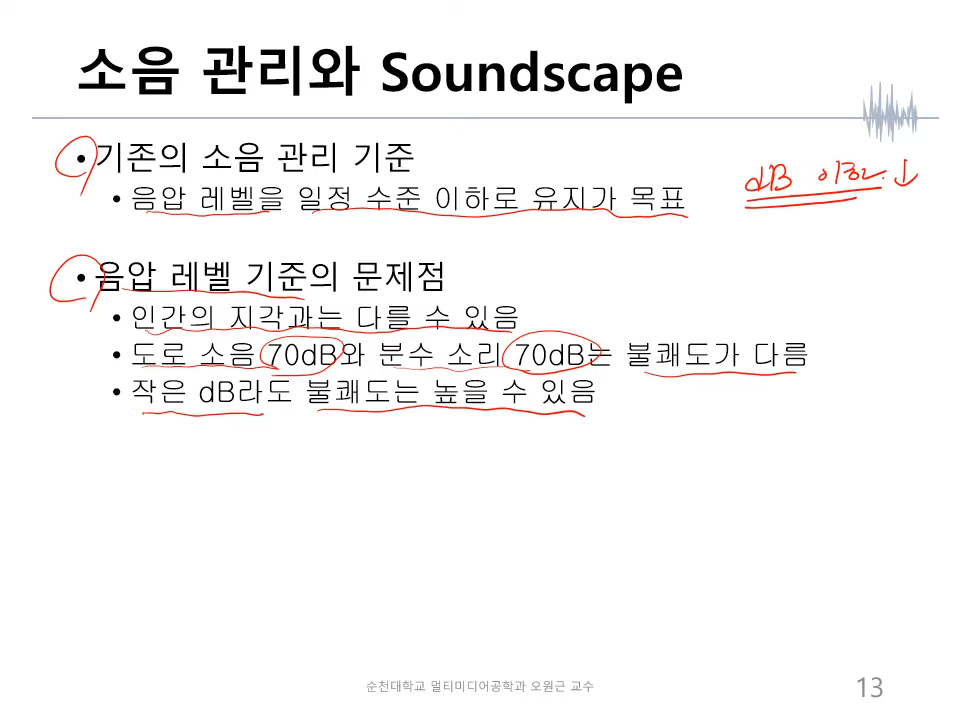 소음 관리와 Soundscape
• 기존의 소음 관리 기준
• 음압 레벨을 일정 수준 이하로 유지가 목표
dB 이하 ↓
• 음압 레벨 기준의 문제점
• 인간의 지각과는 다를 수 있음
• 도로 소음 70dB와 분수 소리 70dB는 불쾌도가 다름
• 작은 dB라도 불쾌도는 높을 수 있음
순천대학교 멀티미디어공학과 오원근 교수
13